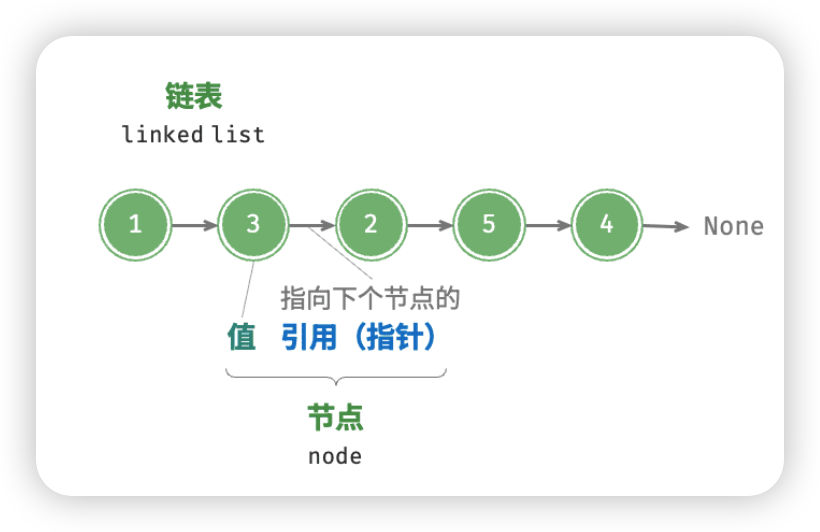 链表
linked list
1 3 2 5 4 None
指向下个节点的
值 引用（指针）
节点
node